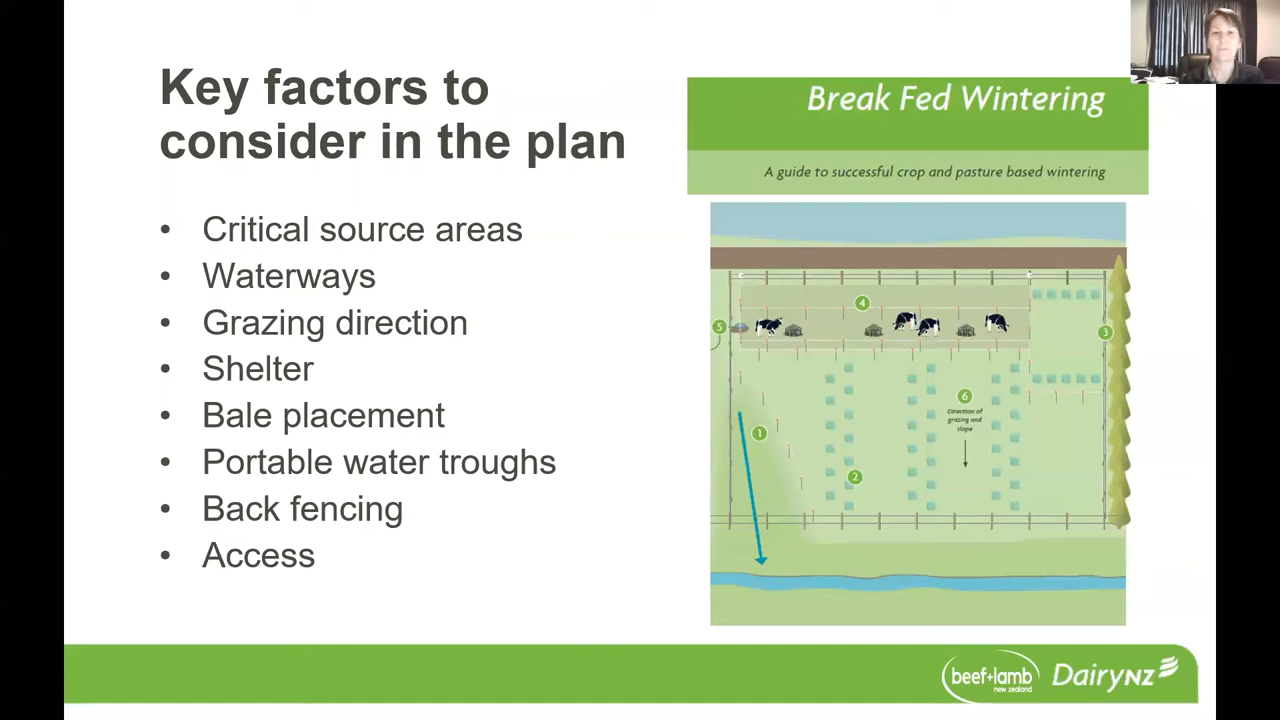 Key factors to
consider in the plan
• Critical source areas
• Waterways
• Grazing direction
• Shelter
• Bale placement
• Portable water troughs
• Back fencing
• Access
Break Fed Wintering
A guide to successful crop and pasture based wintering
4
5
3
6
Direction of
grazing and
slope
1
2
beef+lamb
new zealand
DairyNZ